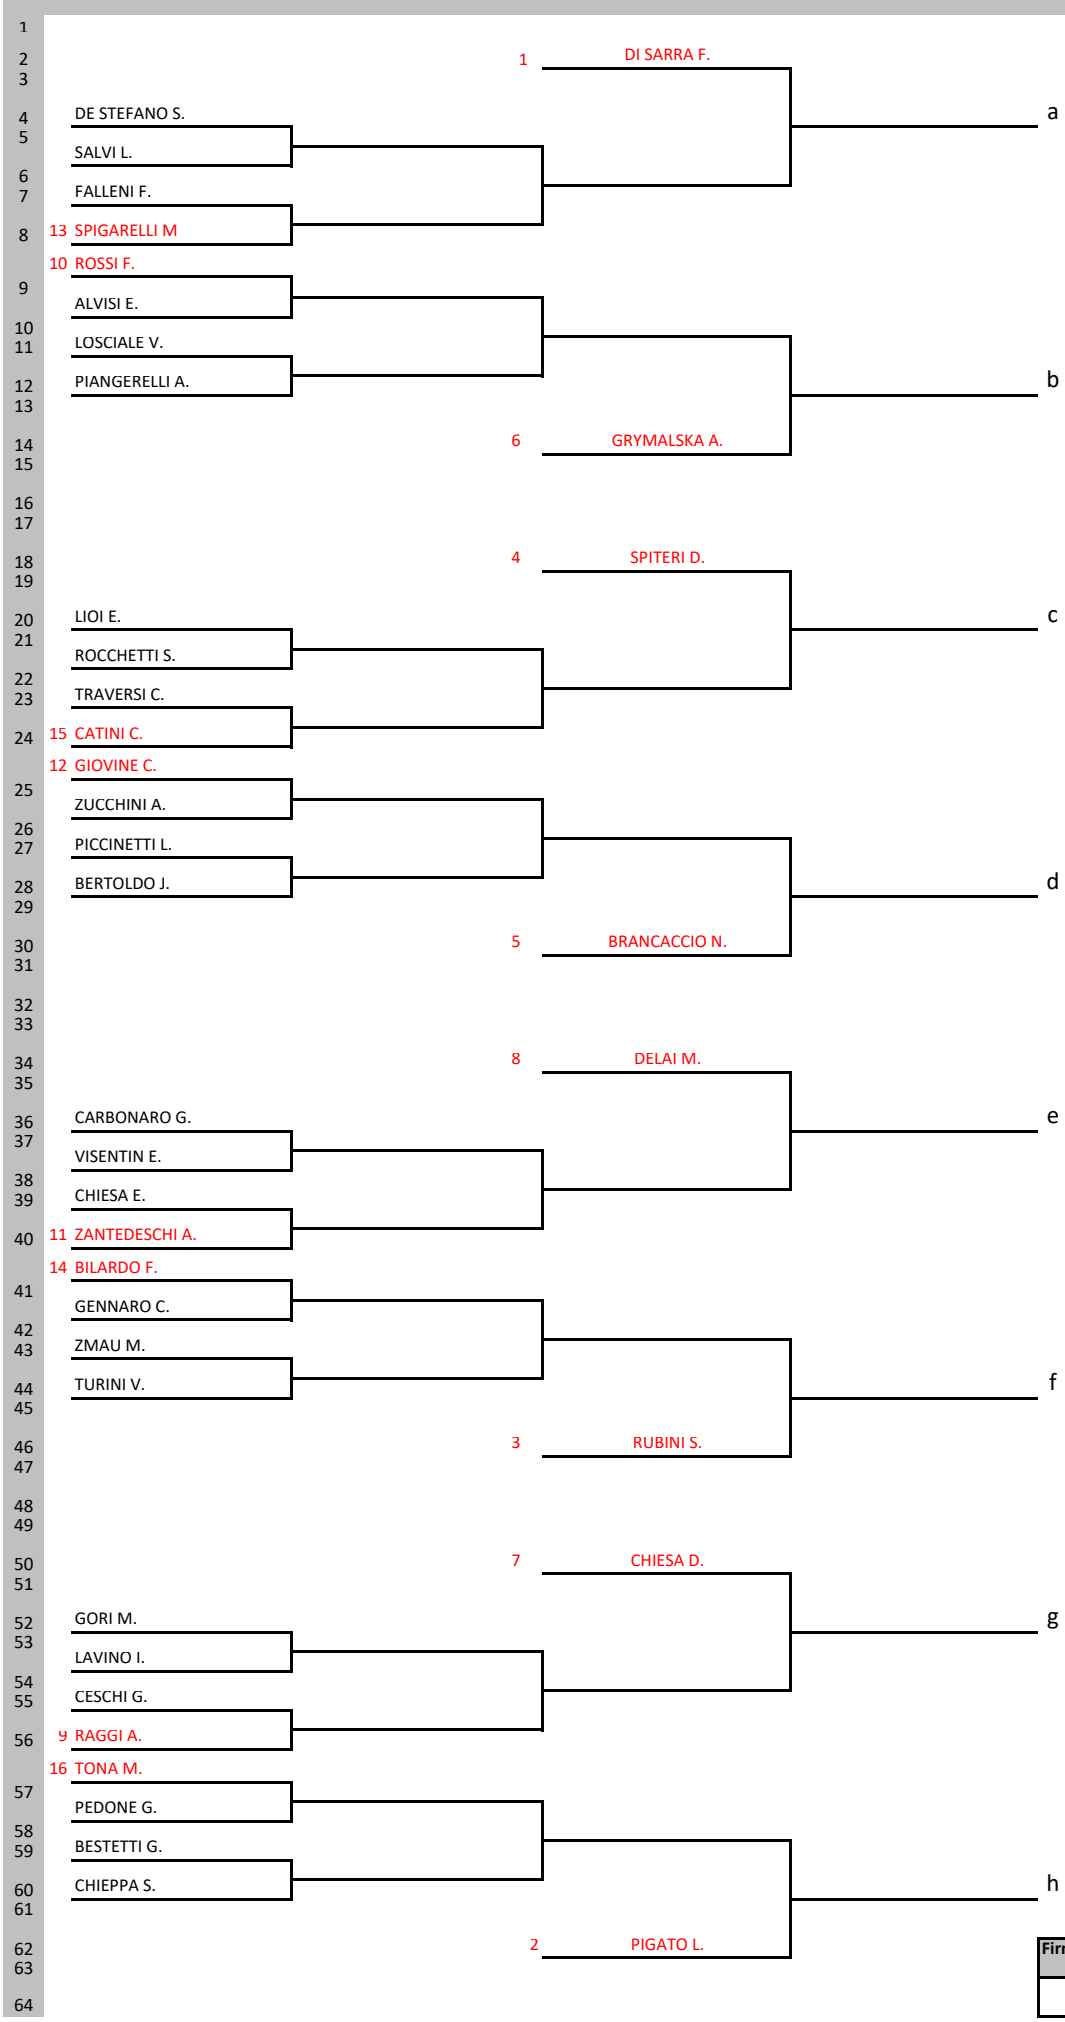 1
2 1 DI SARRA F.
3
4 DE STEFANO S. a
5
SALVI L.
6
7 FALLENI F.
8 13 SPIGARELLI M
10 ROSSI F.
9
ALVISI E.
10
11 LOSCIALE V.
12 PIANGERELLI A. b
13
14 6 GRYMALSKA A.
15
16
17
18 4 SPITERI D.
19
20 LIOI E. c
21
ROCCHETTI S.
22
23 TRAVERSI C.
24 15 CATINI C.
12 GIOVINE C.
25
ZUCCHINI A.
26
27 PICCINETTI L.
28 BERTOLDO J. d
29
30 5 BRANCACCIO N.
31
32
33
34 8 DELAI M.
35
36 CARBONARO G. e
37
VISENTIN E.
38
39 CHIESA E.
40 11 ZANTEDESCHI A.
14 BILARDO F.
41
GENNARO C.
42
43 ZMAU M.
44 TURINI V. f
45
46 3 RUBINI S.
47
48
49
50 7 CHIESA D.
51
52 GORI M. g
53
LAVINO I.
54
55 CESCHI G.
56 9 RAGGI A.
16 TONA M.
57
PEDONE G.
58
59 BESTETTI G.
60 CHIEPPA S. h
61
62 2 PIGATO L.
63
64